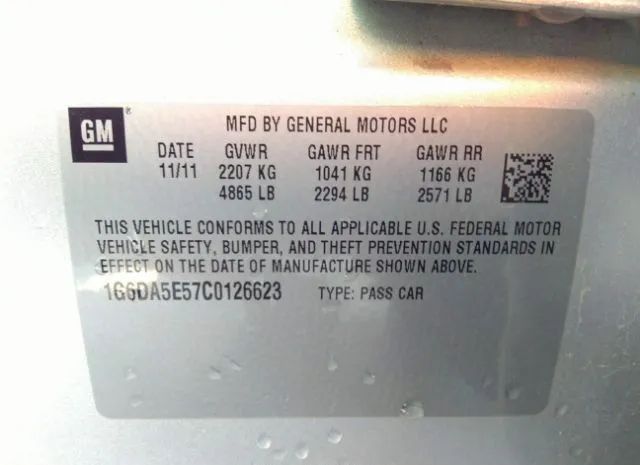 GM
®
MFD BY GENERAL MOTORS LLC
DATE GVWR GAWR FRT GAWR RR
11/11 2207 KG 1041 KG 1166 KG
4865 LB 2294 LB 2571 LB
THIS VEHICLE CONFORMS TO ALL APPLICABLE U.S. FEDERAL MOTOR
VEHICLE SAFETY, BUMPER, AND THEFT PREVENTION STANDARDS IN
EFFECT ON THE DATE OF MANUFACTURE SHOWN ABOVE.
1G6DA5E57C0126623 TYPE: PASS CAR